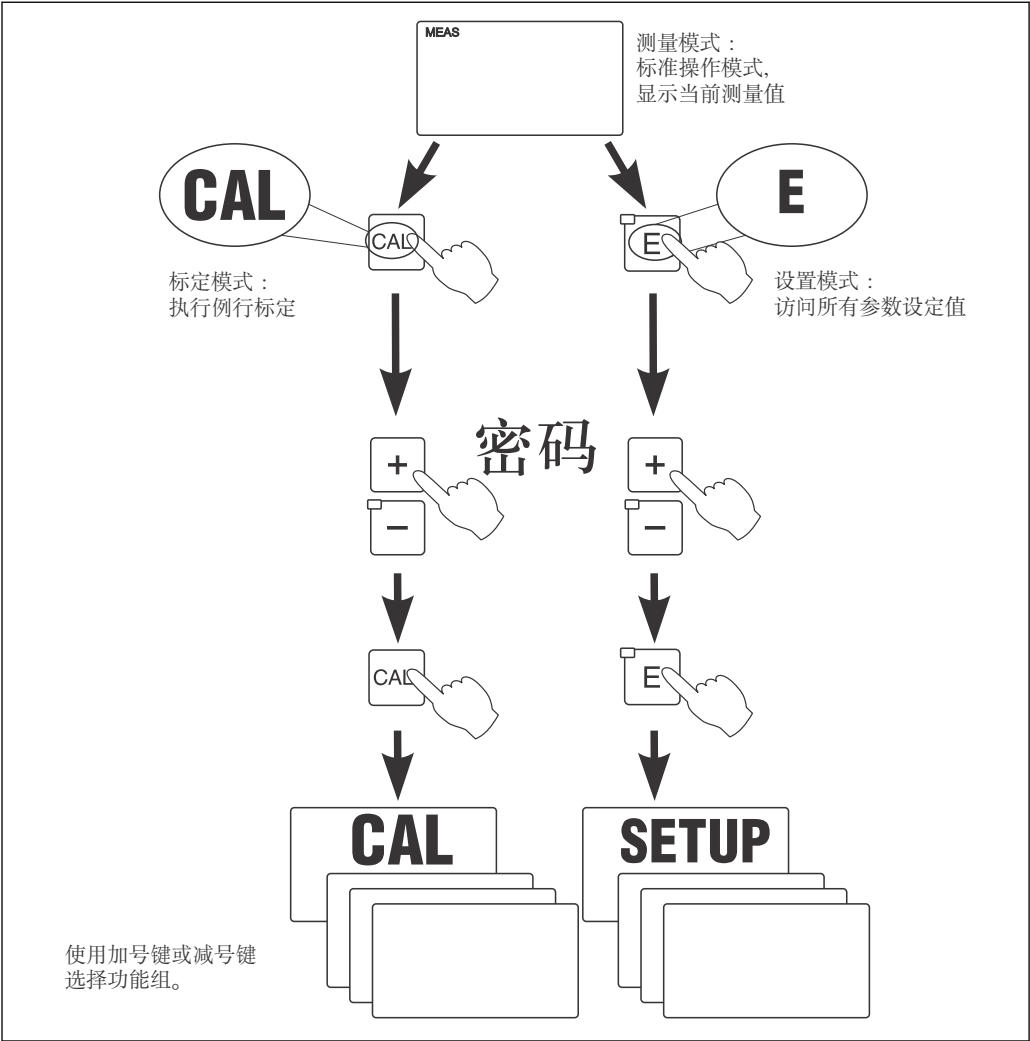 MEAS
测量模式：
标准操作模式,
显示当前测量值
CAL
E
CAL
E
标定模式：
执行例行标定
设置模式：
访问所有参数设定值
密码
+
+
−
−
CAL
E
CAL
SETUP
使用加号键或减号键
选择功能组。